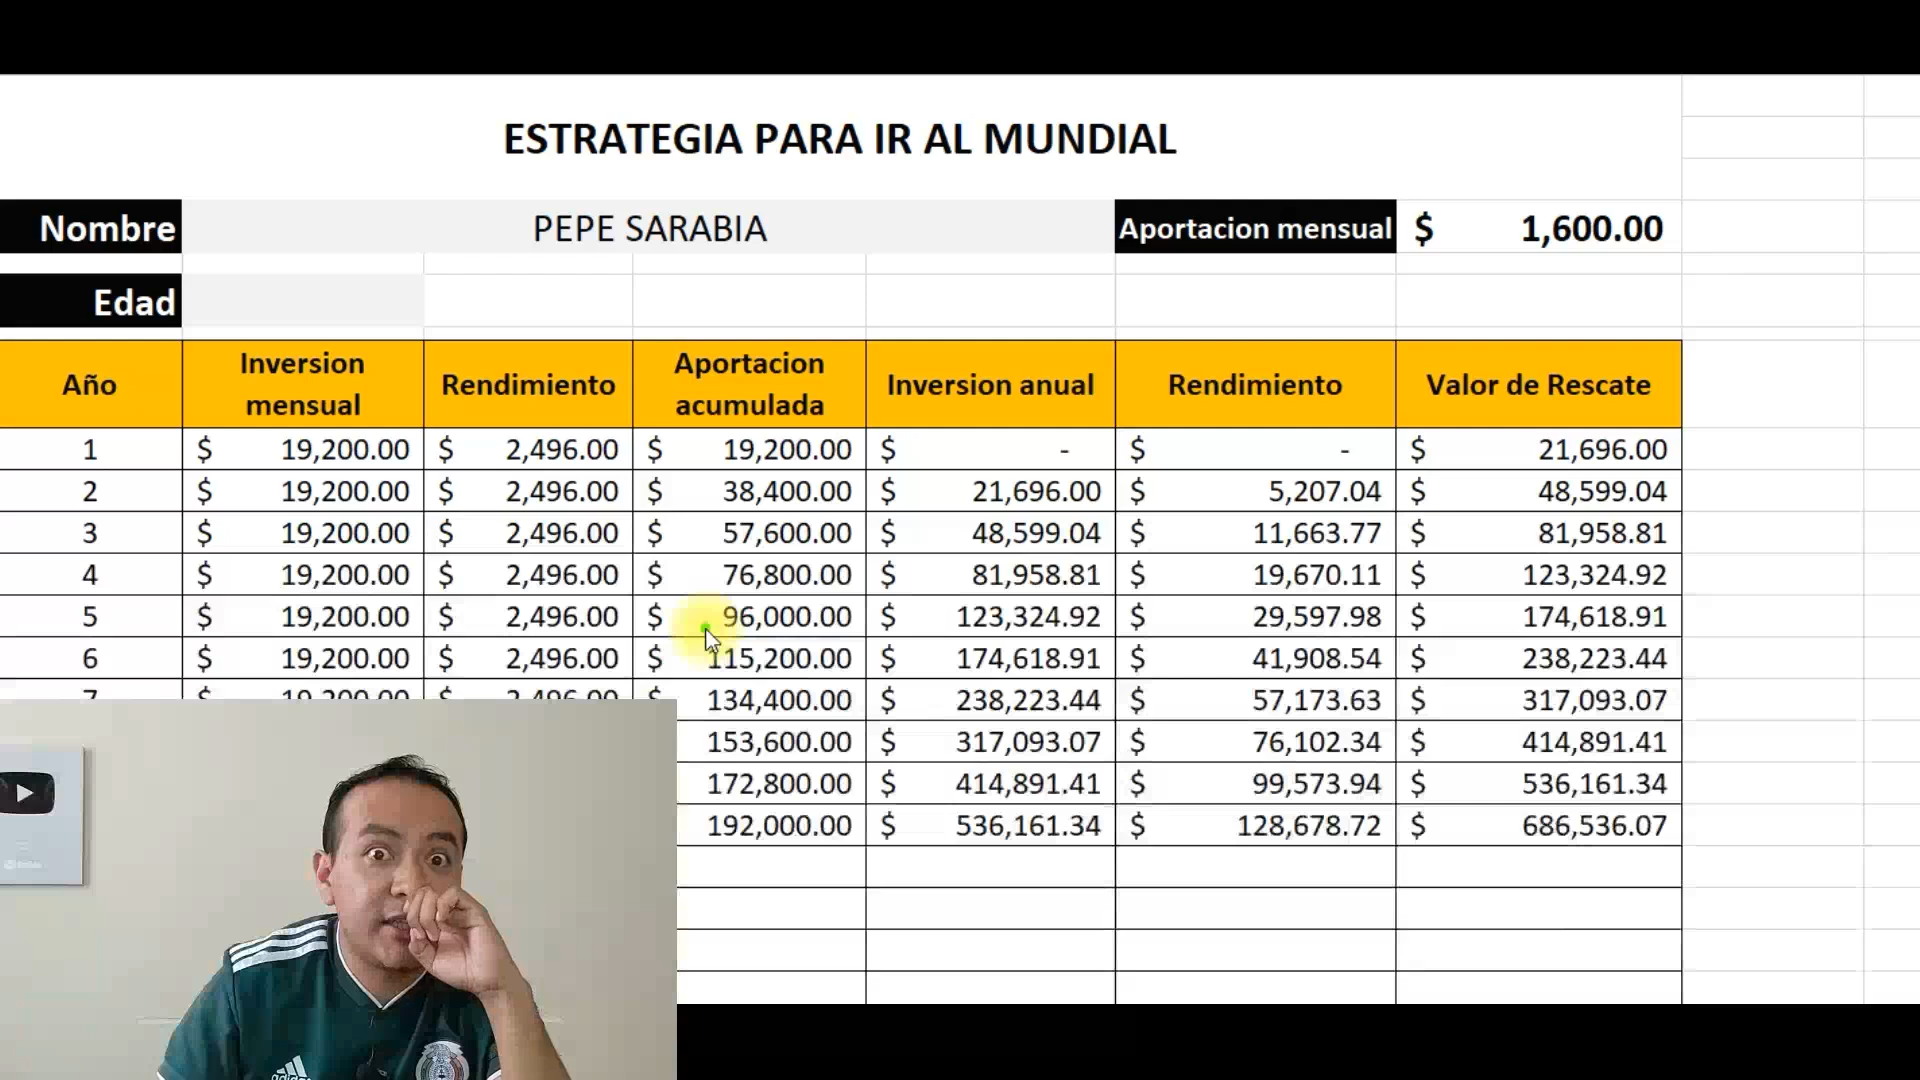 ESTRATEGIA PARA IR AL MUNDIAL
Nombre PEPE SARABIA Aportacion mensual $ 1,600.00
Edad
Año Inversion mensual Rendimiento Aportacion acumulada Inversion anual Rendimiento Valor de Rescate
1 $ 19,200.00 $ 2,496.00 $ 19,200.00 $ - $ - $ 21,696.00
2 $ 19,200.00 $ 2,496.00 $ 38,400.00 $ 21,696.00 $ 5,207.04 $ 48,599.04
3 $ 19,200.00 $ 2,496.00 $ 57,600.00 $ 48,599.04 $ 11,663.77 $ 81,958.81
4 $ 19,200.00 $ 2,496.00 $ 76,800.00 $ 81,958.81 $ 19,670.11 $ 123,324.92
5 $ 19,200.00 $ 2,496.00 $ 96,000.00 $ 123,324.92 $ 29,597.98 $ 174,618.91
6 $ 19,200.00 $ 2,496.00 $ 115,200.00 $ 174,618.91 $ 41,908.54 $ 238,223.44
7 $ 19,200.00 $ 2,496.00 $ 134,400.00 $ 238,223.44 $ 57,173.63 $ 317,093.07
153,600.00 $ 317,093.07 $ 76,102.34 $ 414,891.41
172,800.00 $ 414,891.41 $ 99,573.94 $ 536,161.34
192,000.00 $ 536,161.34 $ 128,678.72 $ 686,536.07
adidas